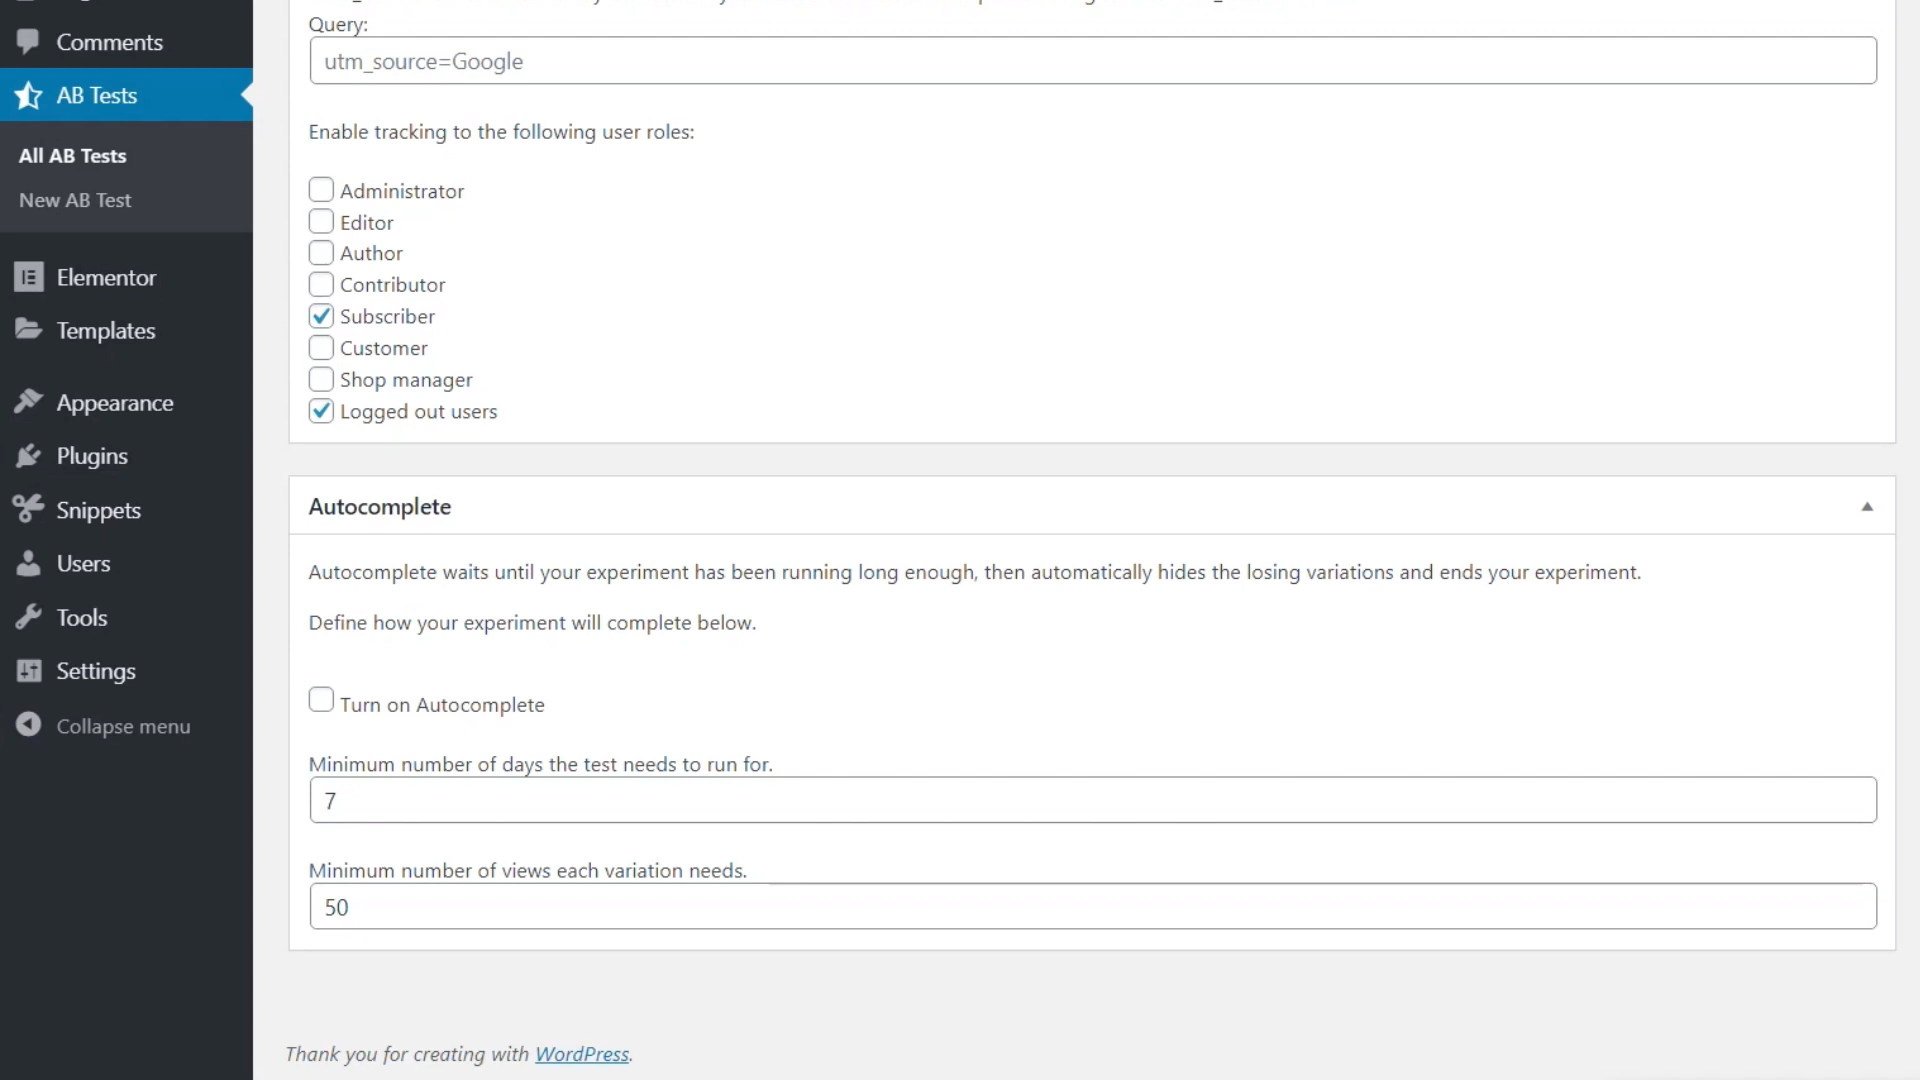 Comments
AB Tests
All AB Tests
New AB Test
Elementor
Templates
Appearance
Plugins
Snippets
Users
Tools
Settings
Collapse menu
Query:
utm_source=Google
Enable tracking to the following user roles:
Administrator
Editor
Author
Contributor
Subscriber
Customer
Shop manager
Logged out users
Autocomplete
Autocomplete waits until your experiment has been running long enough, then automatically hides the losing variations and ends your experiment.
Define how your experiment will complete below.
Turn on Autocomplete
Minimum number of days the test needs to run for.
7
Minimum number of views each variation needs.
50
Thank you for creating with WordPress.